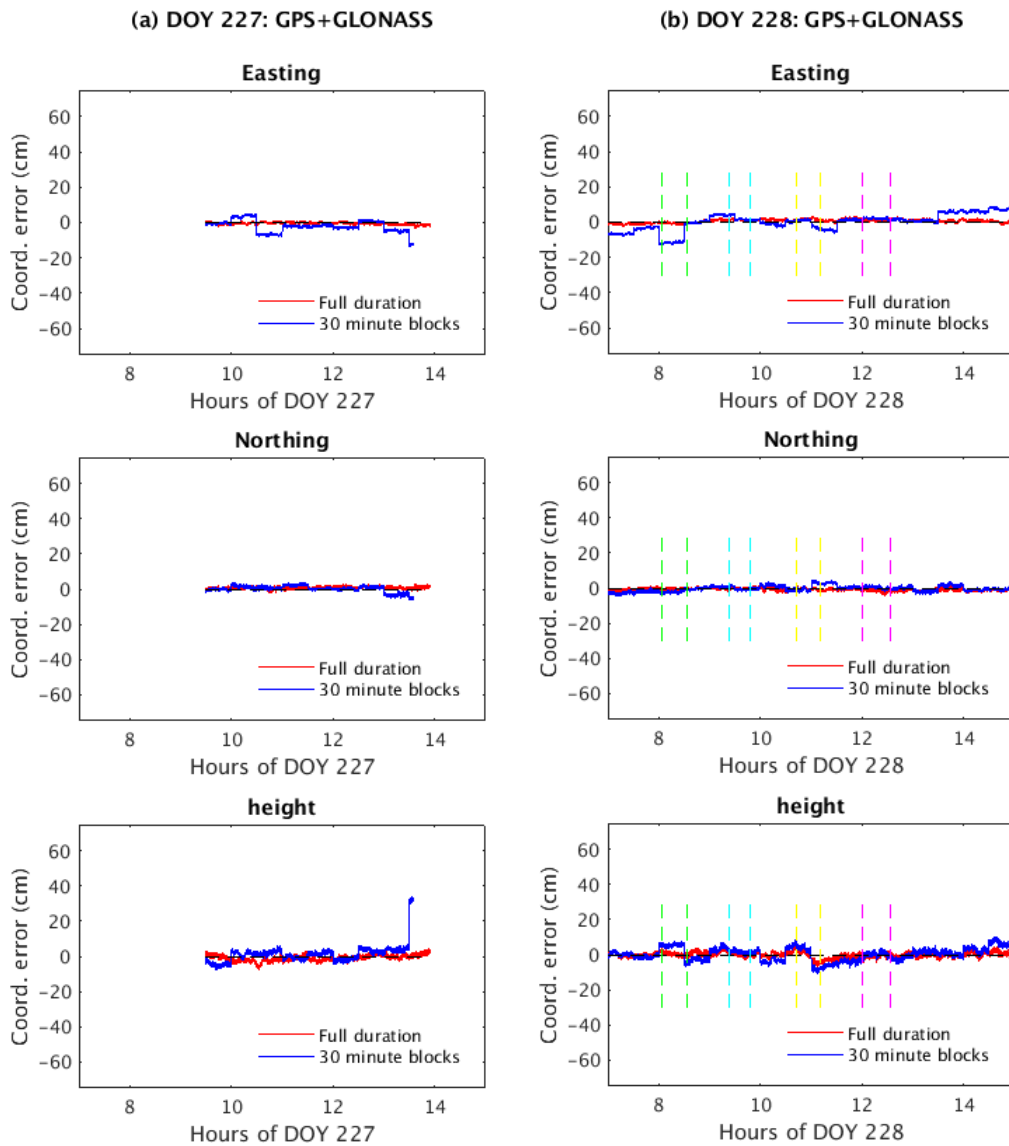 (a) DOY 227: GPS+GLONASS
(b) DOY 228: GPS+GLONASS
Easting
Coord. error (cm)
60
40
20
0
−20
−40
−60
Full duration
30 minute blocks
8
10
12
14
Hours of DOY 227
Easting
Coord. error (cm)
60
40
20
0
−20
−40
−60
Full duration
30 minute blocks
8
10
12
14
Hours of DOY 228
Northing
Coord. error (cm)
60
40
20
0
−20
−40
−60
Full duration
30 minute blocks
8
10
12
14
Hours of DOY 227
Northing
Coord. error (cm)
60
40
20
0
−20
−40
−60
Full duration
30 minute blocks
8
10
12
14
Hours of DOY 228
height
Coord. error (cm)
60
40
20
0
−20
−40
−60
Full duration
30 minute blocks
8
10
12
14
Hours of DOY 227
height
Coord. error (cm)
60
40
20
0
−20
−40
−60
Full duration
30 minute blocks
8
10
12
14
Hours of DOY 228